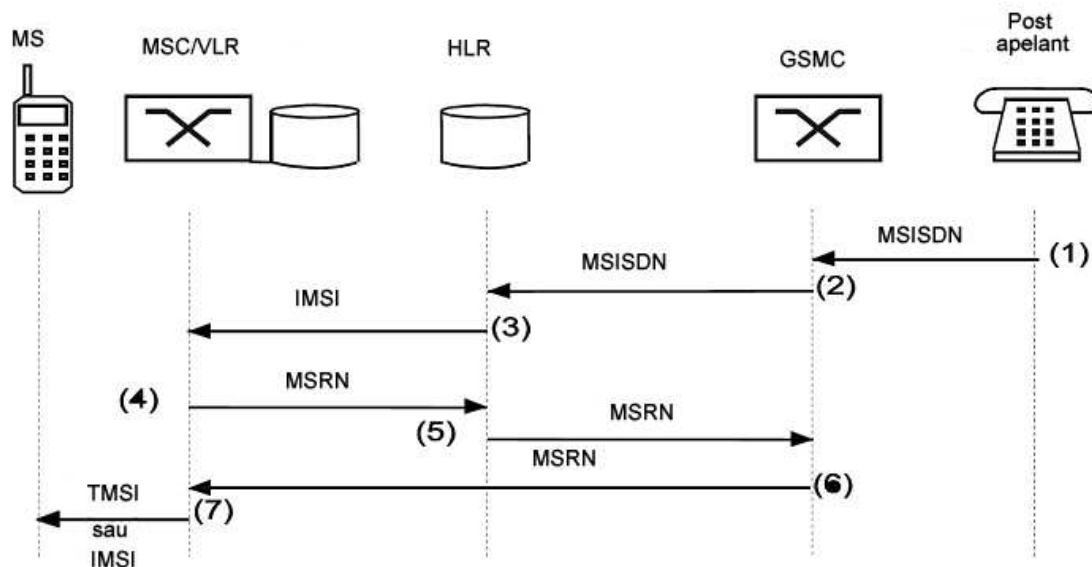 MS
MSC/VLR
HLR
GSMC
Post
apelant
MSISDN
(1)
MSISDN
(2)
IMSI
(3)
MSRN
(4)
MSRN
(5)
MSRN
(6)
TMSI
sau
IMSI
(7)